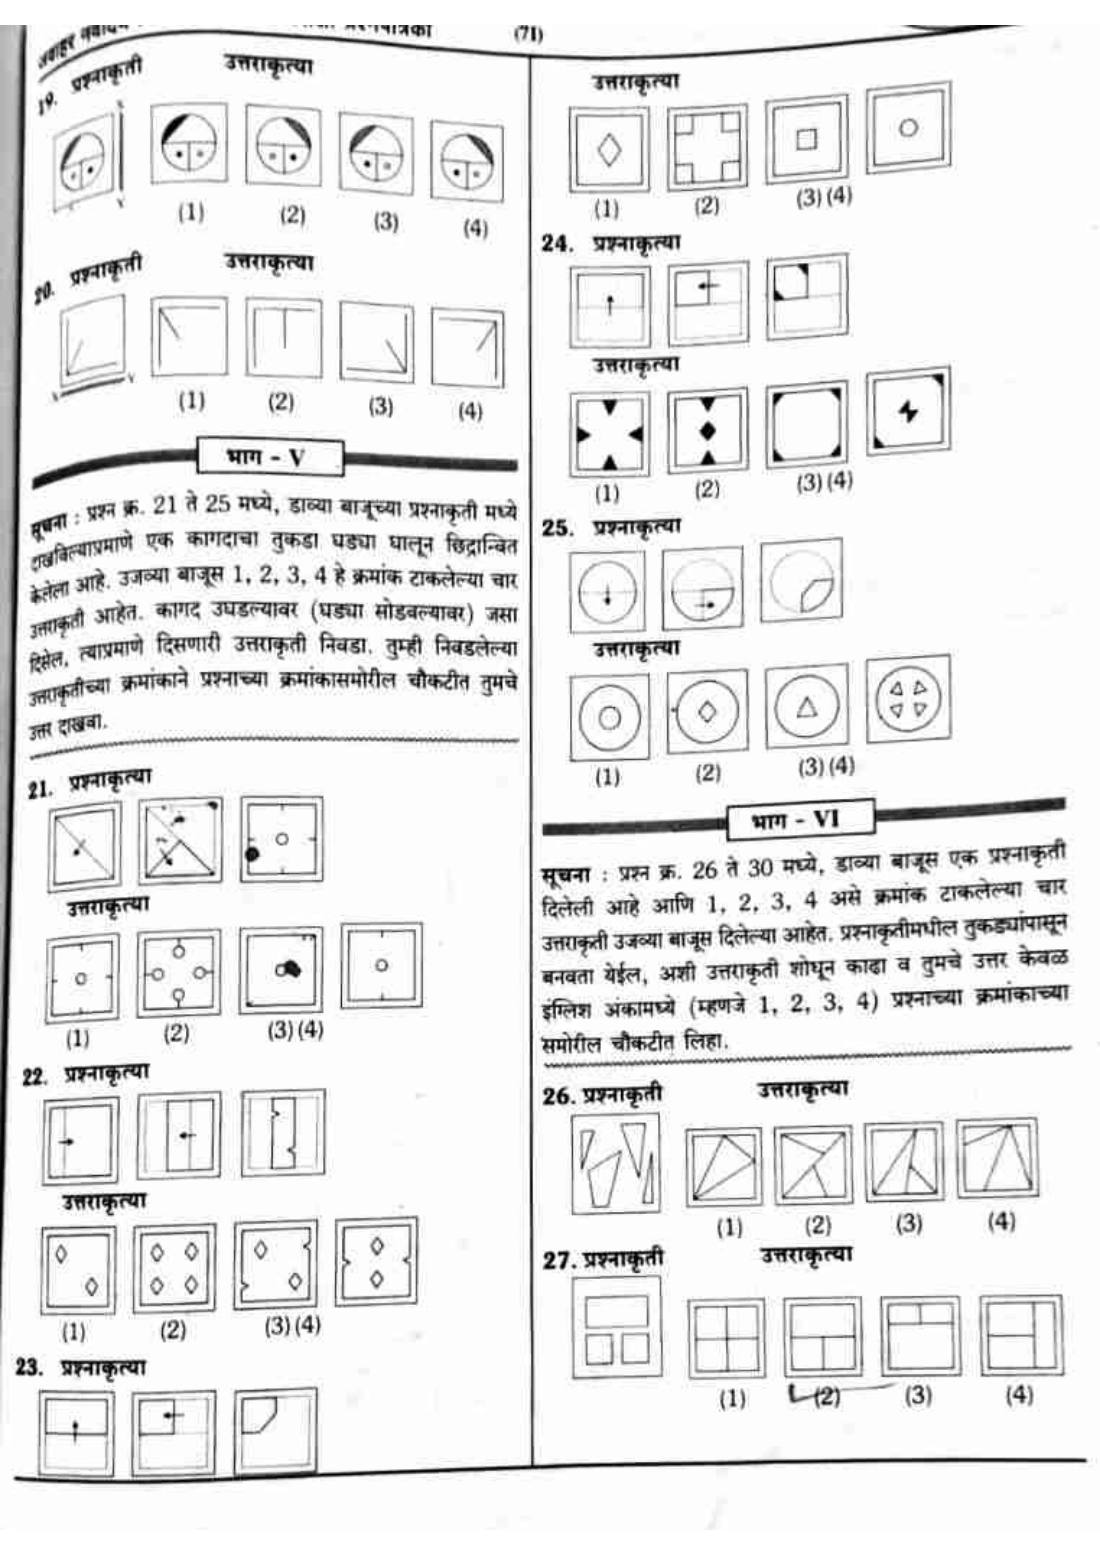 जवाहर नवोदय
(71)
19. प्रश्नाकृती उत्तराकृत्या
X
Y
(1) (2) (3) (4)
20. प्रश्नाकृती उत्तराकृत्या
X Y
(1) (2) (3) (4)
भाग - V
सूचना : प्रश्न क्र. 21 ते 25 मध्ये, डाव्या बाजूच्या प्रश्नाकृती मध्ये
दाखविल्याप्रमाणे एक कागदाचा तुकडा घड्या घालून छिद्रान्वित
केलेला आहे. उजव्या बाजूस 1, 2, 3, 4 हे क्रमांक टाकलेल्या चार
उत्तराकृती आहेत. कागद उघडल्यावर (घड्या सोडवल्यावर) जसा
दिसेल, त्याप्रमाणे दिसणारी उत्तराकृती निवडा. तुम्ही निवडलेल्या
उत्तराकृतीच्या क्रमांकाने प्रश्नाच्या क्रमांकासमोरील चौकटीत तुमचे
उत्तर दाखवा.
21. प्रश्नाकृत्या
उत्तराकृत्या
(1) (2) (3) (4)
22. प्रश्नाकृत्या
उत्तराकृत्या
(1) (2) (3) (4)
23. प्रश्नाकृत्या
उत्तराकृत्या
(1) (2) (3) (4)
24. प्रश्नाकृत्या
उत्तराकृत्या
(1) (2) (3) (4)
25. प्रश्नाकृत्या
उत्तराकृत्या
(1) (2) (3) (4)
भाग - VI
सूचना : प्रश्न क्र. 26 ते 30 मध्ये, डाव्या बाजूस एक प्रश्नाकृती
दिलेली आहे आणि 1, 2, 3, 4 असे क्रमांक टाकलेल्या चार
उत्तराकृती उजव्या बाजूस दिलेल्या आहेत. प्रश्नाकृतीमधील तुकड्यांपासून
बनवता येईल, अशी उत्तराकृती शोधून काढा व तुमचे उत्तर केवळ
इंग्लिश अंकामध्ये (म्हणजे 1, 2, 3, 4) प्रश्नाच्या क्रमांकाच्या
समोरील चौकटीत लिहा.
26. प्रश्नाकृती उत्तराकृत्या
(1) (2) (3) (4)
27. प्रश्नाकृती उत्तराकृत्या
(1) (2) (3) (4)